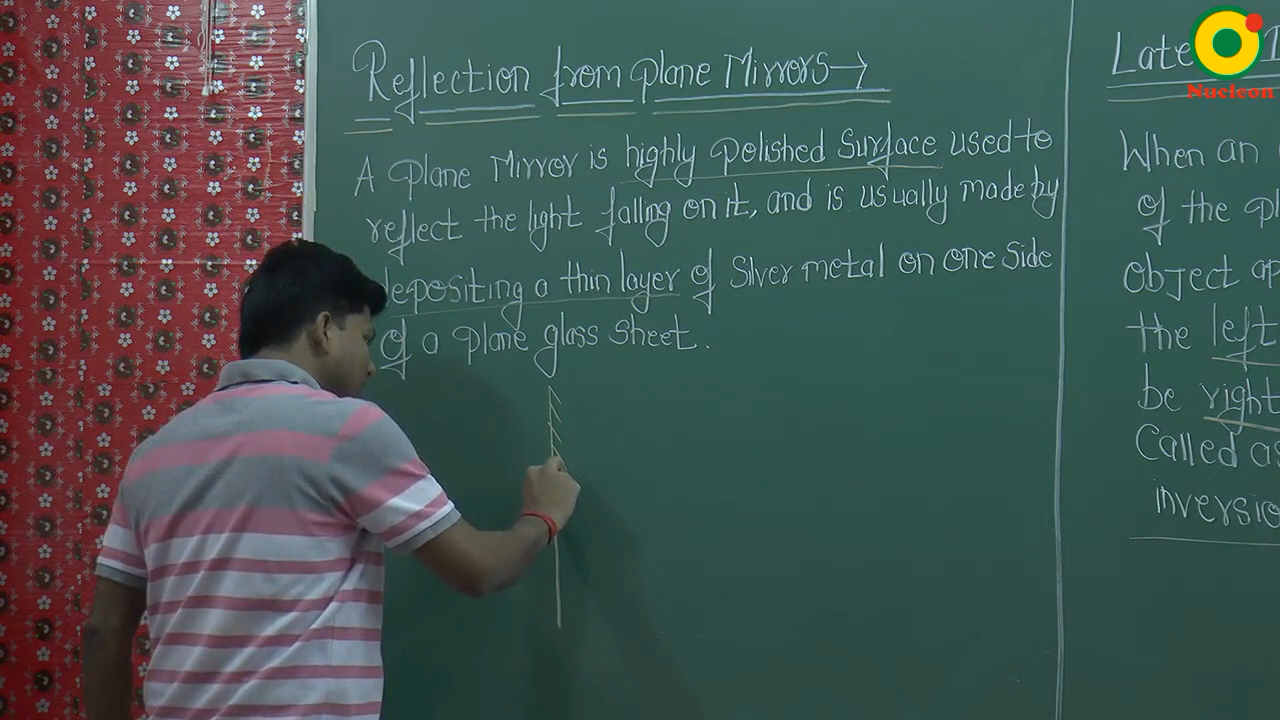 Reflection from plane Mirrors→
A plane Mirror is highly polished Surface used to
reflect the light falling on it, and is usually made by
depositing a thin layer of Silver metal on one Side
of a plane glass sheet.
Late
When an
of the pl
object ap
the left
be right
Called as
inversio
Nucleon